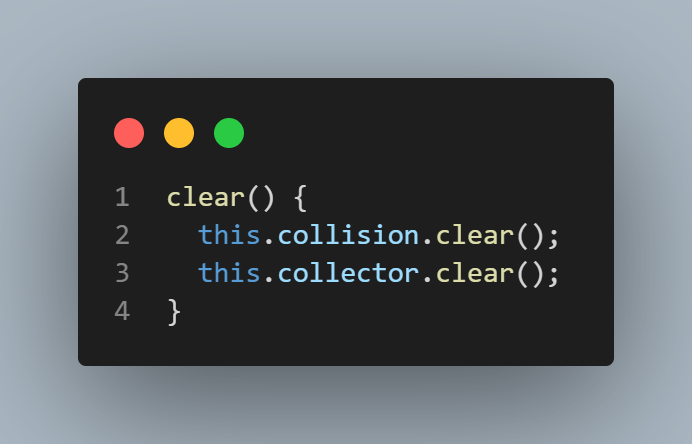 1 clear() {
2   this.collision.clear();
3   this.collector.clear();
4 }